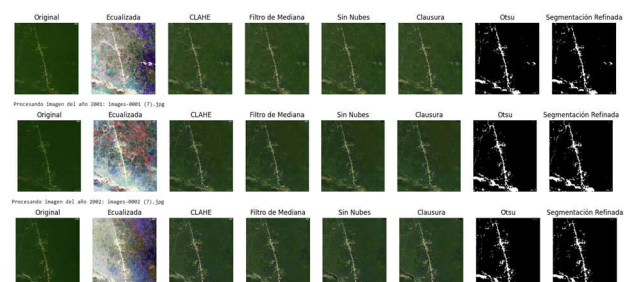 Original Ecualizada CLAHE Filtro de Mediana Sin Nubes Clausura Otsu Segmentación Refinada
Procesando imagen del año 2001: images-0001 (7).jpg
Original Ecualizada CLAHE Filtro de Mediana Sin Nubes Clausura Otsu Segmentación Refinada
Procesando imagen del año 2002: images-0002 (7).jpg
Original Ecualizada CLAHE Filtro de Mediana Sin Nubes Clausura Otsu Segmentación Refinada